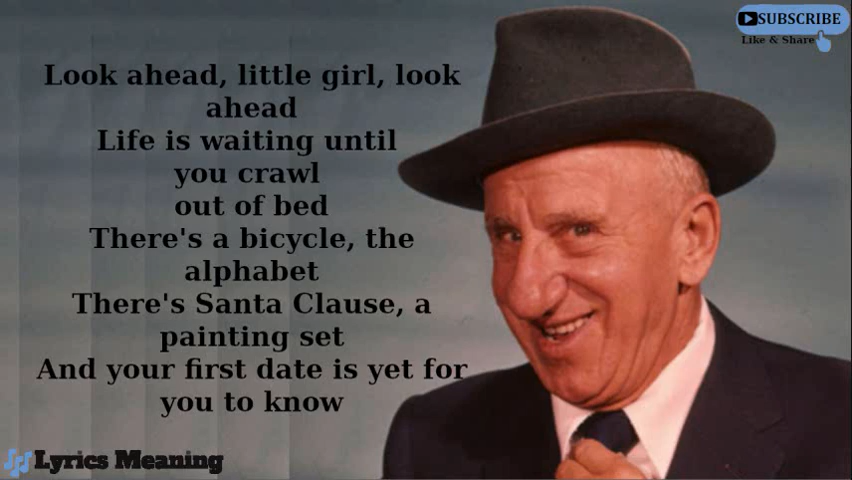 SUBSCRIBE
Like & Share
Look ahead, little girl, look
ahead
Life is waiting until
you crawl
out of bed
There's a bicycle, the
alphabet
There's Santa Clause, a
painting set
And your first date is yet for
you to know
Lyrics Meaning